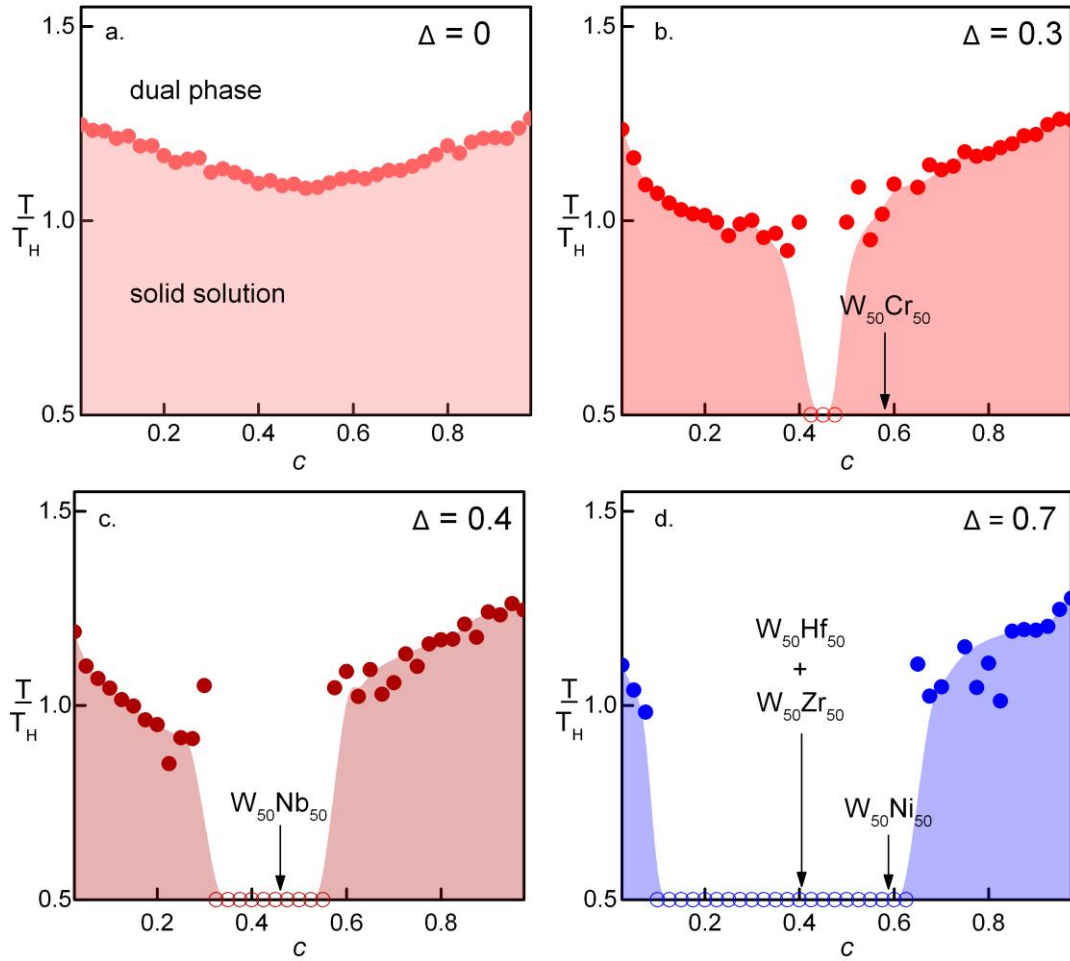 a.
Δ = 0
dual phase
solid solution
1.5
1.0
0.5
T
T_H
0.2
0.4
0.6
0.8
c
b.
Δ = 0.3
W₅₀Cr₅₀
1.5
1.0
0.5
T
T_H
0.2
0.4
0.6
0.8
c
c.
Δ = 0.4
W₅₀Nb₅₀
1.5
1.0
0.5
T
T_H
0.2
0.4
0.6
0.8
c
d.
Δ = 0.7
W₅₀Hf₅₀
+
W₅₀Zr₅₀
W₅₀Ni₅₀
1.5
1.0
0.5
T
T_H
0.2
0.4
0.6
0.8
c